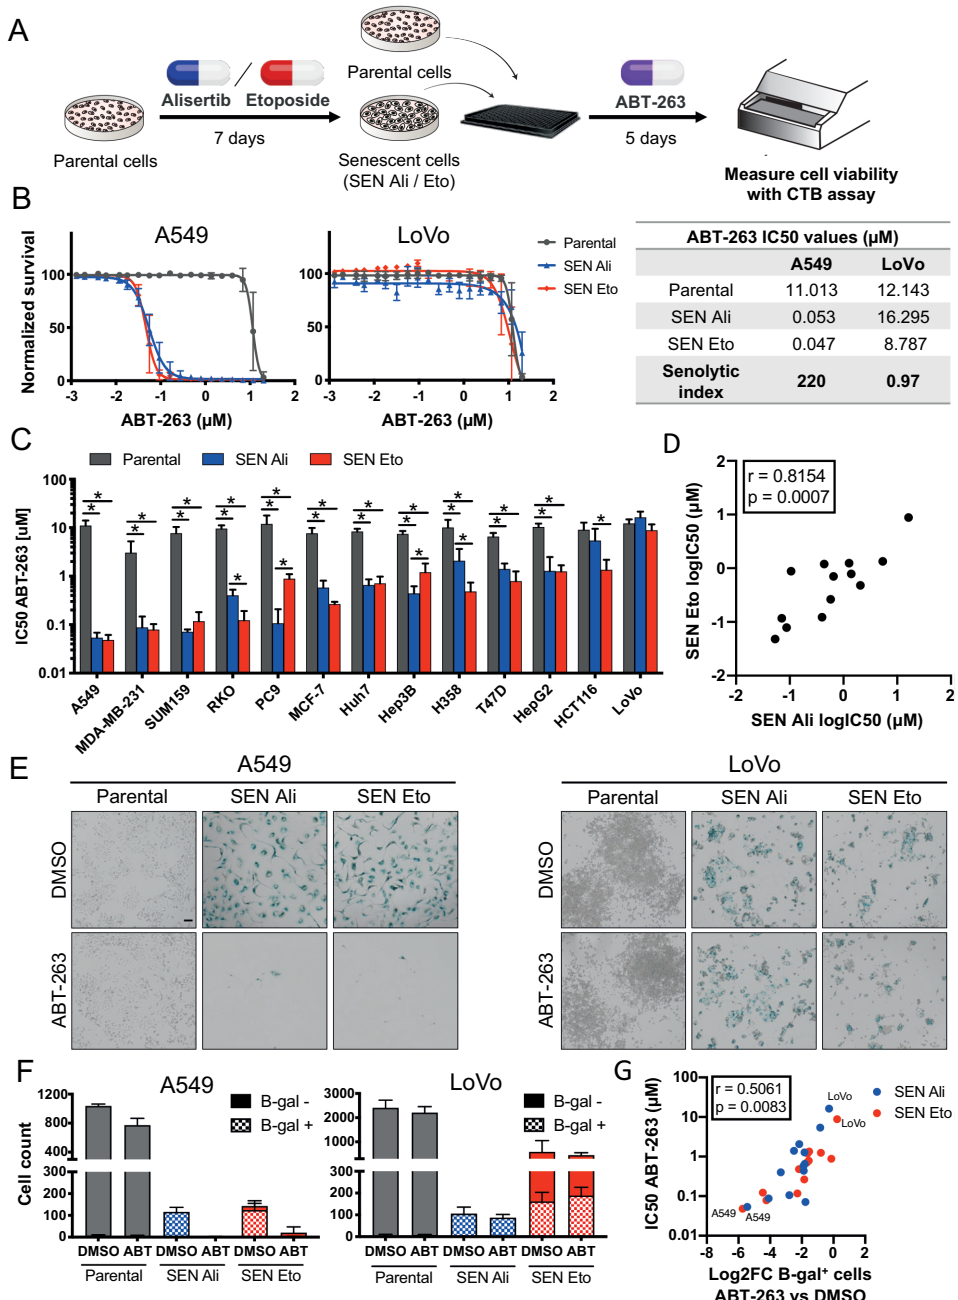 A
Parental cells
Alisertib / Etoposide
7 days
Parental cells
Senescent cells
(SEN Ali / Eto)
ABT-263
5 days
Measure cell viability
with CTB assay
B
A549
Normalized survival
100
50
0
-3 -2 -1 0 1 2
ABT-263 (µM)
LoVo
100
50
0
-3 -2 -1 0 1 2
ABT-263 (µM)
Parental
SEN Ali
SEN Eto
ABT-263 IC50 values (µM)
A549 LoVo
Parental 11.013 12.143
SEN Ali 0.053 16.295
SEN Eto 0.047 8.787
Senolytic
index 220 0.97
C
Parental SEN Ali SEN Eto
IC50 ABT-263 [uM]
100
10
1
0.1
0.01
* * * * * * * * * * * * * * * * * * * * * * * * * * *
A549
MDA-MB-231
SUM159
RKO
PC9
MCF-7
Huh7
Hep3B
H358
T47D
HepG2
HCT116
LoVo
D
r = 0.8154
p = 0.0007
SEN Eto logIC50 (µM)
2
1
0
-1
-2
-2 -1 0 1 2
SEN Ali logIC50 (µM)
E
A549
Parental SEN Ali SEN Eto
DMSO
ABT-263
LoVo
Parental SEN Ali SEN Eto
DMSO
ABT-263
F
A549
Cell count
1200
800
400
300
200
100
0
B-gal -
B-gal +
DMSO ABT DMSO ABT DMSO ABT
Parental SEN Ali SEN Eto
LoVo
3000
2000
1000
300
200
100
0
B-gal -
B-gal +
DMSO ABT DMSO ABT DMSO ABT
Parental SEN Ali SEN Eto
G
r = 0.5061
p = 0.0083
IC50 ABT-263 (µM)
100
10
1
0.1
0.01
SEN Ali
SEN Eto
LoVo
LoVo
A549
A549
-8 -6 -4 -2 0 2
Log2FC B-gal⁺ cells
ABT-263 vs DMSO